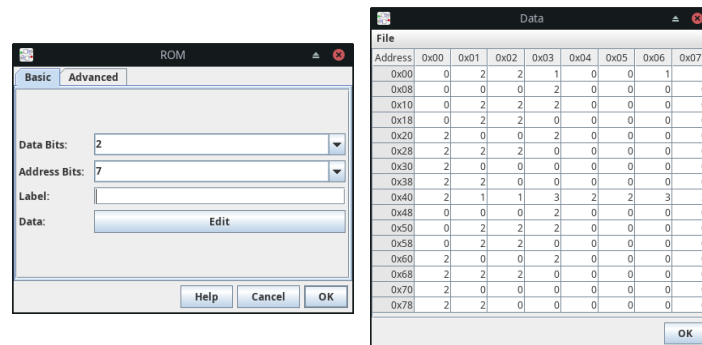 ROM
Basic Advanced
Data Bits: 2
Address Bits: 7
Label:
Data: Edit
Help Cancel OK
Data
File
Address 0x00 0x01 0x02 0x03 0x04 0x05 0x06 0x07
0x00 0 2 2 1 0 0 1
0x08 0 0 0 2 0 0 0
0x10 0 2 2 2 0 0 0
0x18 0 2 2 0 0 0 0
0x20 2 0 0 2 0 0 0
0x28 2 2 2 0 0 0 0
0x30 2 0 0 0 0 0 0
0x38 2 2 0 0 0 0 0
0x40 2 1 1 3 2 2 3
0x48 0 0 0 2 0 0 0
0x50 0 2 2 2 0 0 0
0x58 0 2 2 0 0 0 0
0x60 2 0 0 2 0 0 0
0x68 2 2 2 0 0 0 0
0x70 2 0 0 0 0 0 0
0x78 2 2 0 0 0 0 0
OK